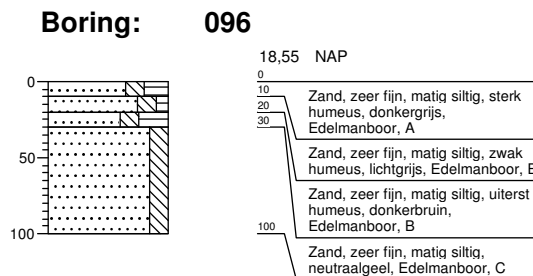 Boring: 096
18,55 NAP
0
0
10
Zand, zeer fijn, matig siltig, sterk
humeus, donkergrijs,
Edelmanboor, A
20
Zand, zeer fijn, matig siltig, zwak
humeus, lichtgrijs, Edelmanboor, E
30
Zand, zeer fijn, matig siltig, uiterst
humeus, donkerbruin,
Edelmanboor, B
50
100
100
Zand, zeer fijn, matig siltig,
neutraalgeel, Edelmanboor, C